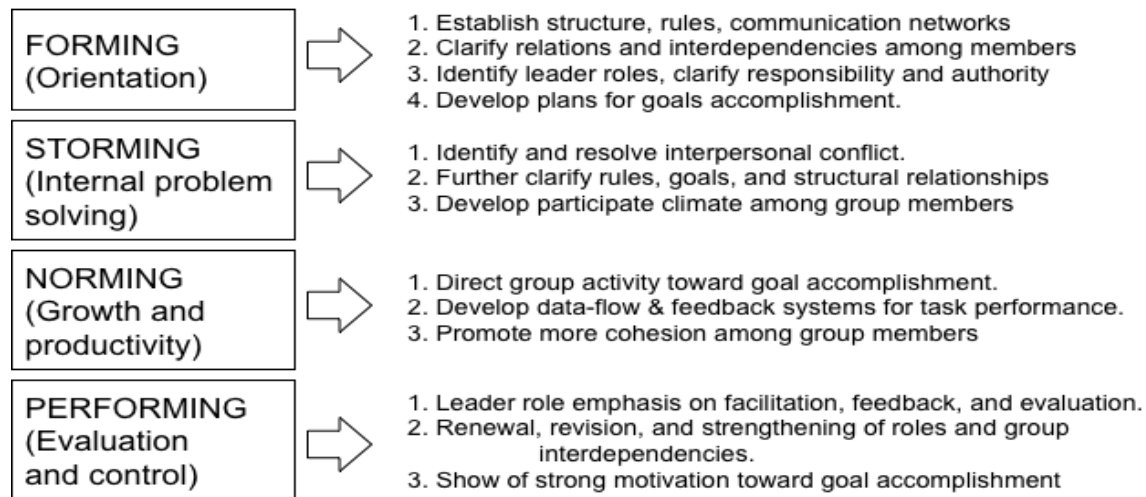 FORMING
(Orientation)
1. Establish structure, rules, communication networks
2. Clarify relations and interdependencies among members
3. Identify leader roles, clarify responsibility and authority
4. Develop plans for goals accomplishment.
STORMING
(Internal problem
solving)
1. Identify and resolve interpersonal conflict.
2. Further clarify rules, goals, and structural relationships
3. Develop participate climate among group members
NORMING
(Growth and
productivity)
1. Direct group activity toward goal accomplishment.
2. Develop data-flow & feedback systems for task performance.
3. Promote more cohesion among group members
PERFORMING
(Evaluation
and control)
1. Leader role emphasis on facilitation, feedback, and evaluation.
2. Renewal, revision, and strengthening of roles and group
interdependencies.
3. Show of strong motivation toward goal accomplishment